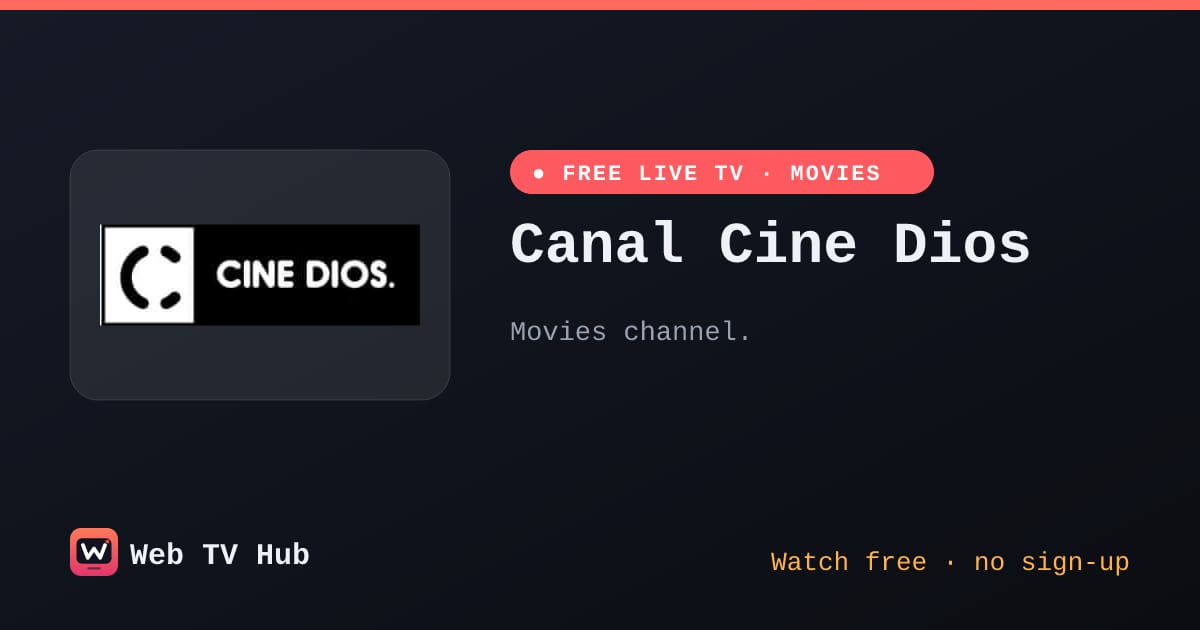 CINE DIOS.
• FREE LIVE TV · MOVIES
Canal Cine Dios
Movies channel.
Web TV Hub
Watch free · no sign-up